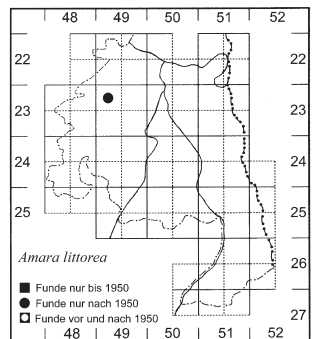 48 49 50 51 52
22 22
23 23
24 24
25 25
26
27
Amara littorea
Funde nur bis 1950
Funde nur nach 1950
Funde vor und nach 1950
48 49 50 51 52